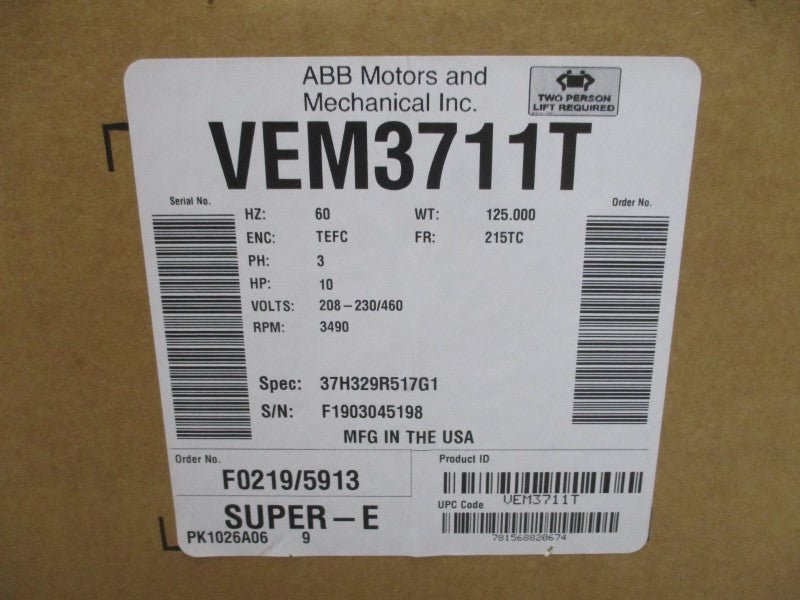 ABB Motors and
Mechanical Inc.
TWO PERSON
LIFT REQUIRED
VEM3711T
Serial No.
Order No.
HZ: 60 WT: 125.000
ENC: TEFC FR: 215TC
PH: 3
HP: 10
VOLTS: 208-230/460
RPM: 3490
Spec: 37H329R517G1
S/N: F1903045198
MFG IN THE USA
Order No.
F0219/5913
Product ID
VEM3711T
UPC Code
781568820674
SUPER-E
PK1026A06 9